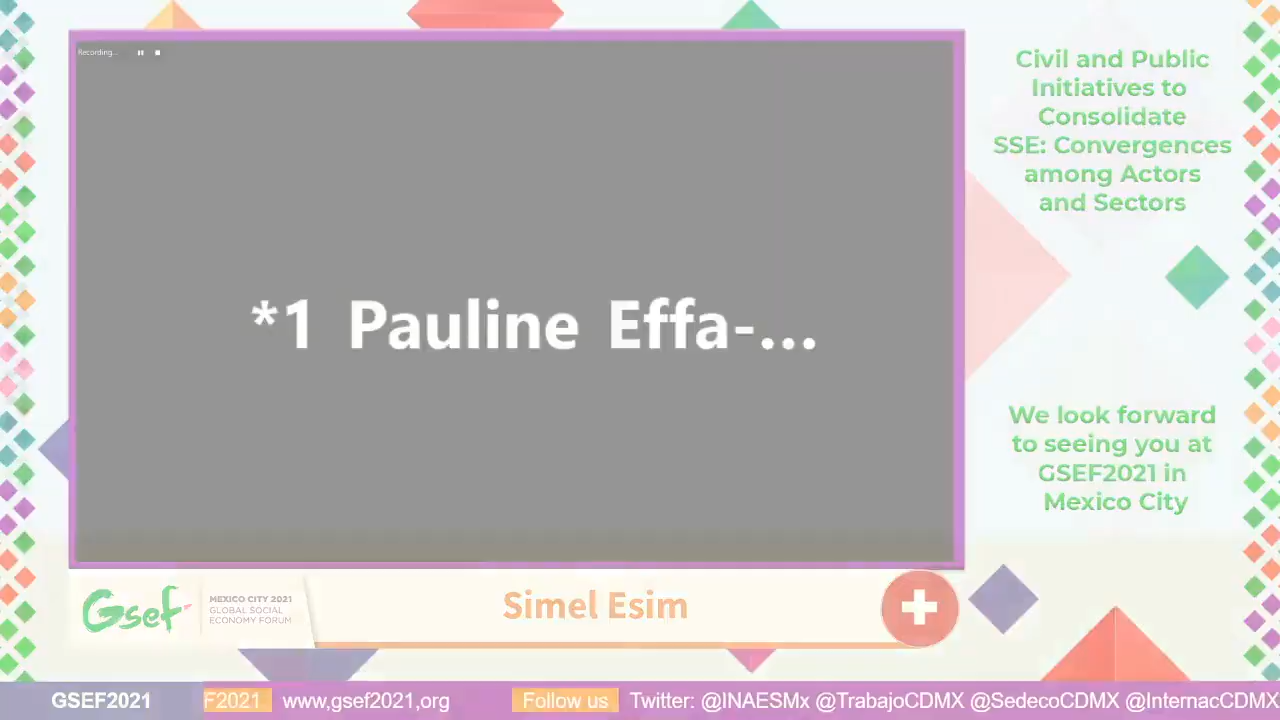 Recording...
*1 Pauline Effa-...
Civil and Public
Initiatives to
Consolidate
SSE: Convergences
among Actors
and Sectors
We look forward
to seeing you at
GSEF2021 in
Mexico City
Gsef
MEXICO CITY 2021
GLOBAL SOCIAL
ECONOMY FORUM
Simel Esim
GSEF2021 F2021 www,gsef2021,org Follow us Twitter: @INAESMx @TrabajoCDMX @SedecoCDMX @InternacCDMX